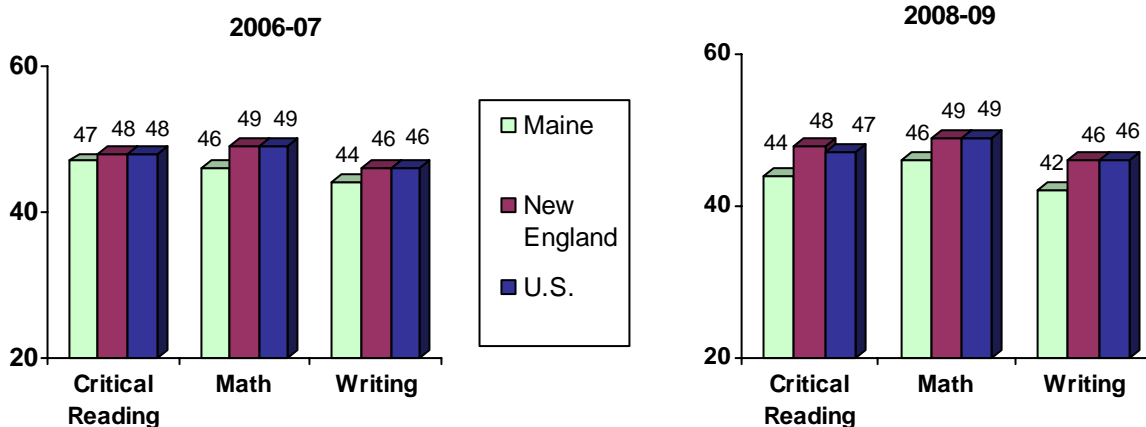 2006-07
60
40
20
47 48 48
46 49 49
44 46 46
Critical
Reading
Math
Writing
Maine
New
England
U.S.
2008-09
60
40
20
44 48 47
46 49 49
42 46 46
Critical
Reading
Math
Writing